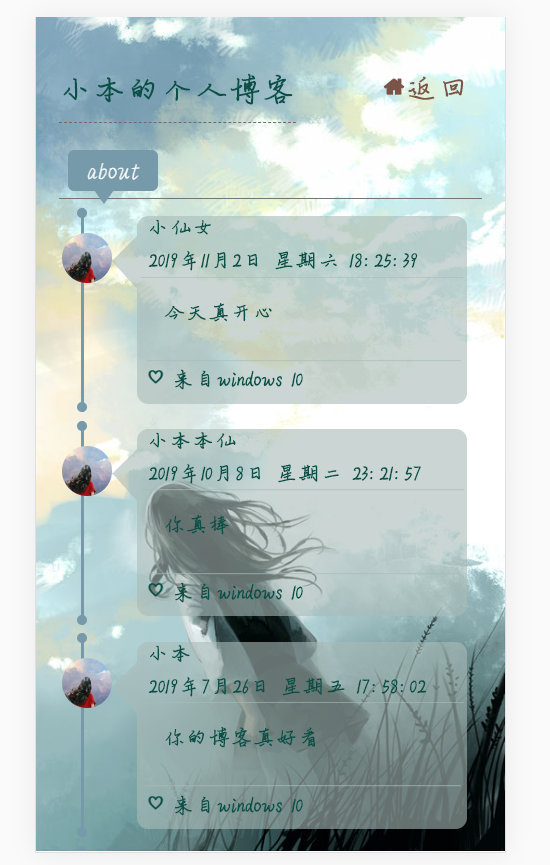 小本的个人博客 返回
about
小仙女
2019年11月2日 星期六 18:25:39
今天真开心
来自windows 10
小本本仙
2019年10月8日 星期二 23:21:57
你真棒
来自windows 10
小本
2019年7月26日 星期五 17:58:02
你的博客真好看
来自windows 10